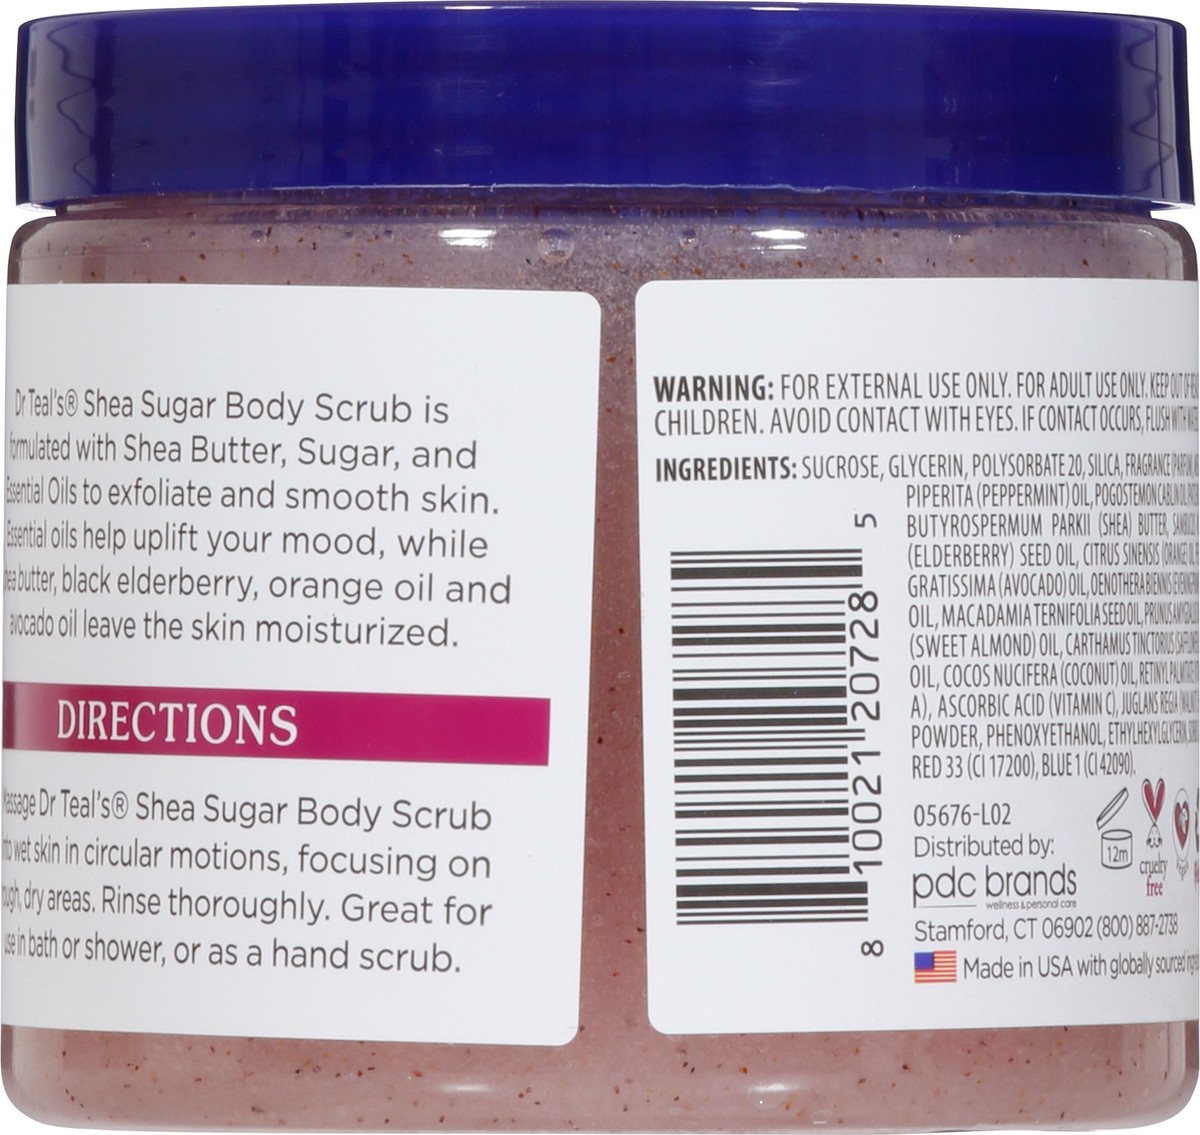 Dr Teal's® Shea Sugar Body Scrub is
formulated with Shea Butter, Sugar, and
Essential Oils to exfoliate and smooth skin.
Essential oils help uplift your mood, while
butter, black elderberry, orange oil and
avocado oil leave the skin moisturized.
DIRECTIONS
Massage Dr Teal's® Shea Sugar Body Scrub
wet skin in circular motions, focusing on
dry areas. Rinse thoroughly. Great for
use in bath or shower, or as a hand scrub.
WARNING: FOR EXTERNAL USE ONLY. FOR ADULT USE ONLY. KEEP OUT OF
CHILDREN. AVOID CONTACT WITH EYES. IF CONTACT OCCURS, FLUSH WITH
INGREDIENTS: SUCROSE, GLYCERIN, POLYSORBATE 20, SILICA, FRAGRANCE (PARFUM),
PIPERITA (PEPPERMINT) OIL, POGOSTEMON CABLIN OIL,
BUTYROSPERMUM PARKII (SHEA) BUTTER,
(ELDERBERRY) SEED OIL, CITRUS SINENSIS (ORANGE)
GRATISSIMA (AVOCADO) OIL, OENOTHERA BIENNIS
OIL, MACADAMIA TERNIFOLIA SEED OIL, PRUNUS
(SWEET ALMOND) OIL, CARTHAMUS TINCTORIUS
OIL, COCOS NUCIFERA (COCONUT) OIL, RETINYL
A), ASCORBIC ACID (VITAMIN C), JUGLANS REGIA
POWDER, PHENOXYETHANOL, ETHYLHEXYLGLYCERIN,
RED 33 (CI 17200), BLUE 1 (CI 42090).
8 10021 20728 5
05676-L02
Distributed by:
pdc brands
wellness & personal care
Stamford, CT 06902 (800) 887-2738
Made in USA with globally sourced
12m
cruelty
free